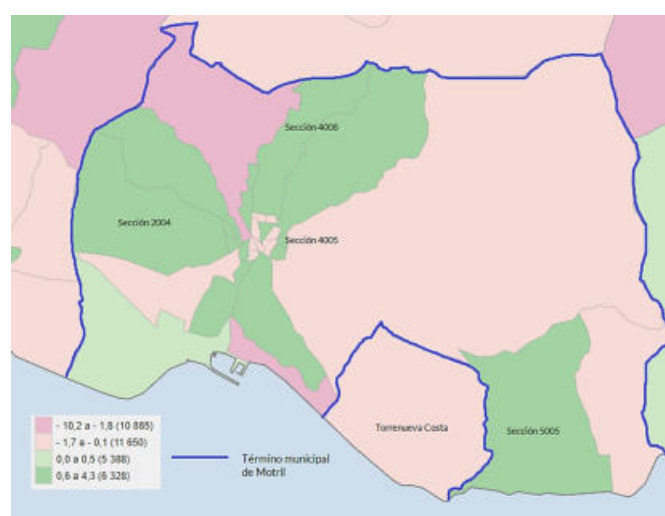 Sección 4008
Sección 2004
Sección 4005
Torrenueva Costa
Sección 5005
- 10,2 a - 1,8 (10 885)
- 1,7 a - 0,1 (11 650)
0,0 a 0,5 (5 388)
0,6 a 4,3 (6 328)
Término municipal
de Motril